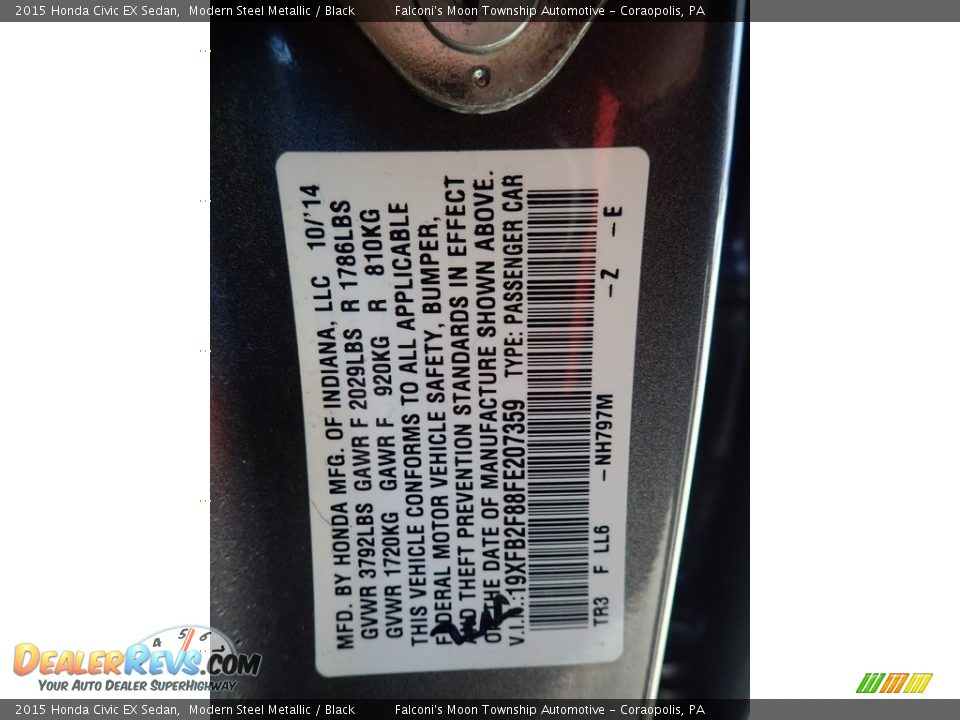 2015 Honda Civic EX Sedan,  Modern Steel Metallic / Black        Falconi's Moon Township Automotive - Coraopolis, PA
MFD. BY HONDA MFG. OF INDIANA, LLC 10/'14
GVWR 3792LBS GAWR F 2029LBS R 1786LBS
GVWR 1720KG GAWR F 920KG R 810KG
THIS VEHICLE CONFORMS TO ALL APPLICABLE
FEDERAL MOTOR VEHICLE SAFETY, BUMPER,
AND THEFT PREVENTION STANDARDS IN EFFECT
ON THE DATE OF MANUFACTURE SHOWN ABOVE.
V.I.N.:19XFB2F88FE207359 TYPE: PASSENGER CAR
TR3 F LL6 –NH797M –Z –E
4 5 6
DEALERREVS.COM
YOUR AUTO DEALER SUPERHIGHWAY
2015 Honda Civic EX Sedan,  Modern Steel Metallic / Black        Falconi's Moon Township Automotive - Coraopolis, PA